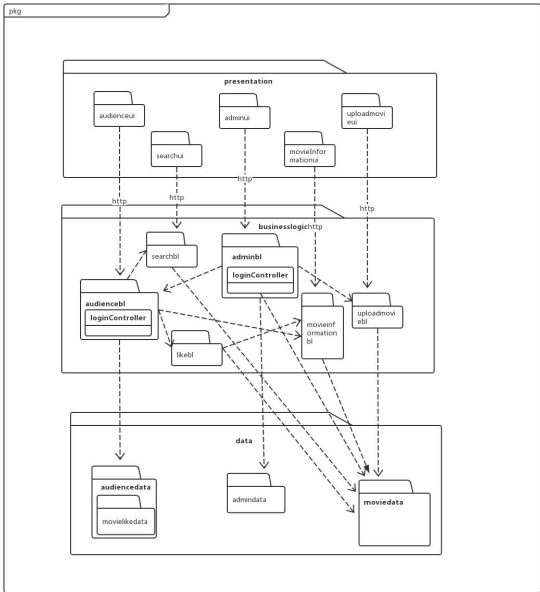 pkg
presentation
audienceui
adminui
uploadmovi
eui
searchui
movieInfor
mationui
http
http
http
http
http
businesslogic
searchbl
adminbl
loginController
audiencebl
loginController
movieinf
ormation
bl
uploadmovi
ebl
likebl
data
audiencedata
movielikedata
admindata
moviedata